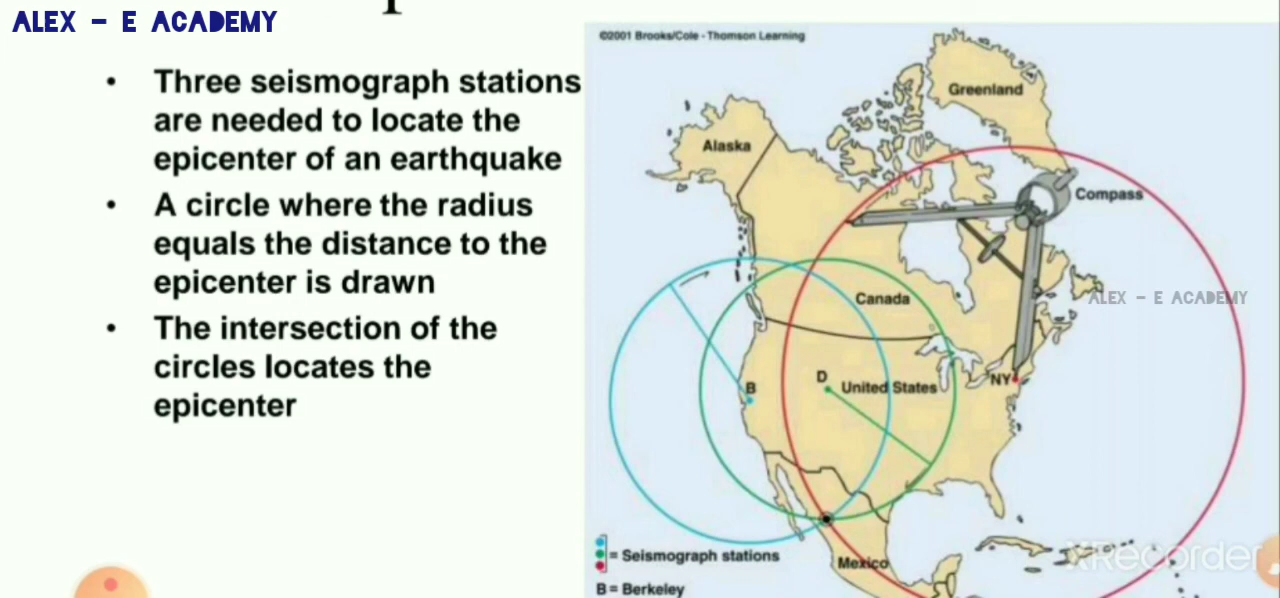 ALEX - E ACADEMY
• Three seismograph stations
are needed to locate the
epicenter of an earthquake
• A circle where the radius
equals the distance to the
epicenter is drawn
• The intersection of the
circles locates the
epicenter
©2001 Brooks/Cole - Thomson Learning
Greenland
Alaska
Compass
Canada
ALEX - E ACADEMY
B
D
United States
NY
Mexico
= Seismograph stations
B = Berkeley
XRecorder